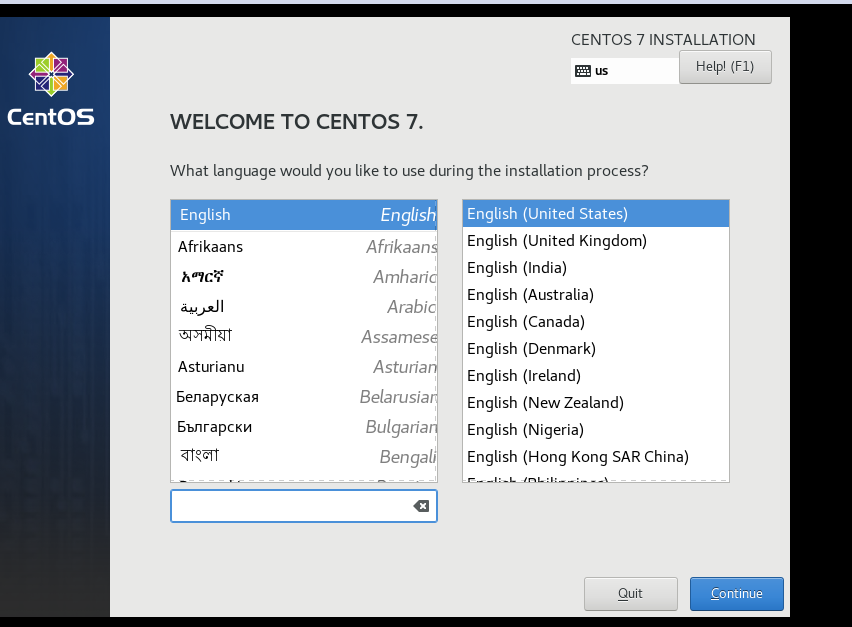 CentOS
CENTOS 7 INSTALLATION
us
Help! (F1)
WELCOME TO CENTOS 7.
What language would you like to use during the installation process?
English English
Afrikaans Afrikaans
አማርኛ Amharic
العربية Arabic
অসমীয়া Assamese
Asturianu Asturian
Беларуская Belarusian
Български Bulgarian
বাংলা Bengali
English (United States)
English (United Kingdom)
English (India)
English (Australia)
English (Canada)
English (Denmark)
English (Ireland)
English (New Zealand)
English (Nigeria)
English (Hong Kong SAR China)
English (Philippines)
Quit
Continue